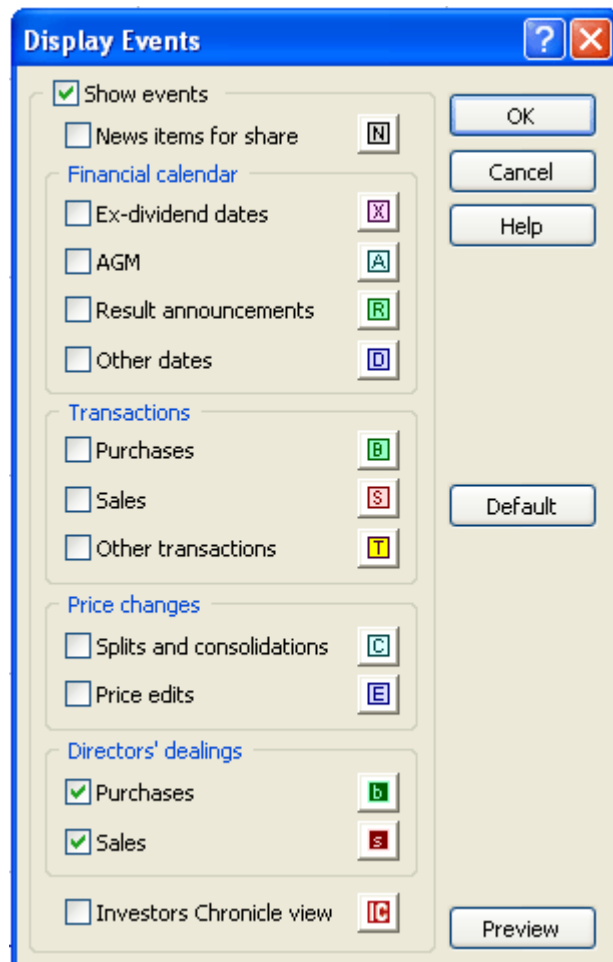 Display Events
?
Show events
OK
News items for share N
Cancel
Financial calendar
Help
Ex-dividend dates X
AGM A
Result announcements R
Other dates D
Transactions
Purchases B
Sales S
Default
Other transactions T
Price changes
Splits and consolidations C
Price edits E
Directors' dealings
Purchases b
Sales s
Investors Chronicle view IC
Preview